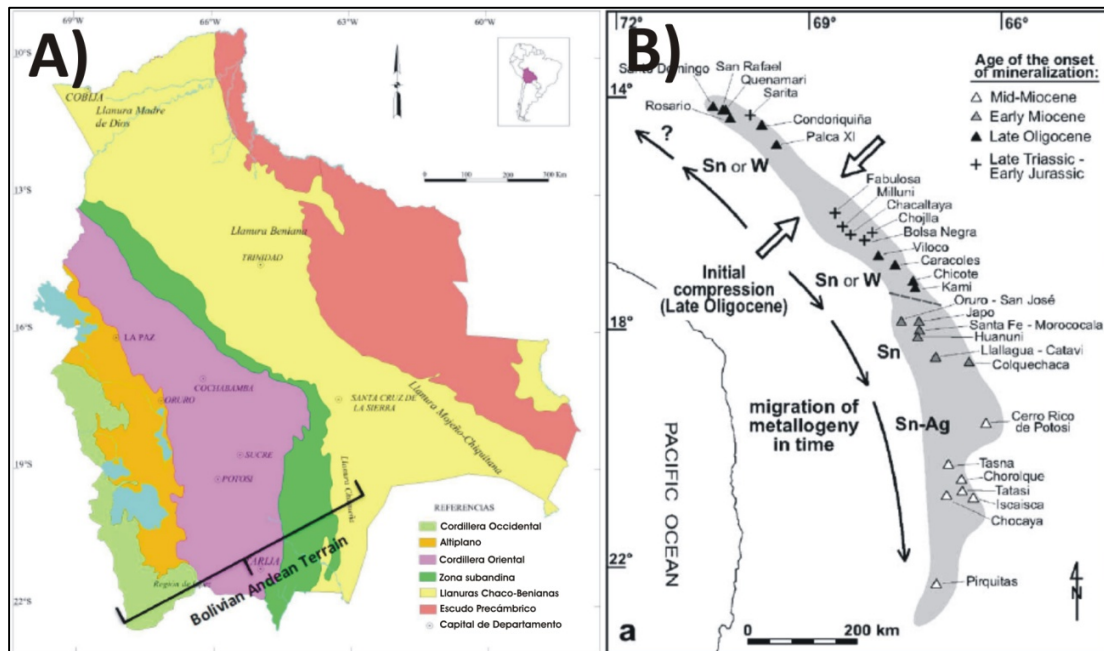 A)
69°W
66°W
63°W
60°W
10°S
13°S
16°S
19°S
22°S
COBIJA
Llanura Madre
de Dios
Llanura Beniana
TRINIDAD
LA PAZ
COCHABAMBA
ORURO
SANTA CRUZ DE
LA SIERRA
Llanura Mojeño-Chiquitana
SUCRE
POTOSI
ARIJA
Bolivian Andean Terrain
0 100 200 300 Km
REFERENCIAS
Cordillera Occidental
Altiplano
Cordillera Oriental
Zona subandina
Llanuras Chaco-Benianas
Escudo Precámbrico
Capital de Departamento
B)
72°
69°
66°
14°
18°
22°
Santo Domingo
San Rafael
Quenamari
Sarita
Rosario
Condoriquiña
Palca XI
Age of the onset
of mineralization:
Mid-Miocene
Early Miocene
Late Oligocene
Late Triassic -
Early Jurassic
?
Sn or W
Fabulosa
Milluni
Chacaltaya
Chojlla
Bolsa Negra
Viloco
Caracoles
Chicote
Kami
Initial
compression
(Late Oligocene)
Sn or W
Oruro - San José
Japo
Santa Fe - Morococala
Huanuni
Llallagua - Catavi
Colquechaca
Sn
migration of
metallogeny
in time
Sn-Ag
Cerro Rico
de Potosí
Tasna
Chorolque
Tatasi
Iscaisca
Chocaya
Pirquitas
PACIFIC OCEAN
N
a
0 200 km